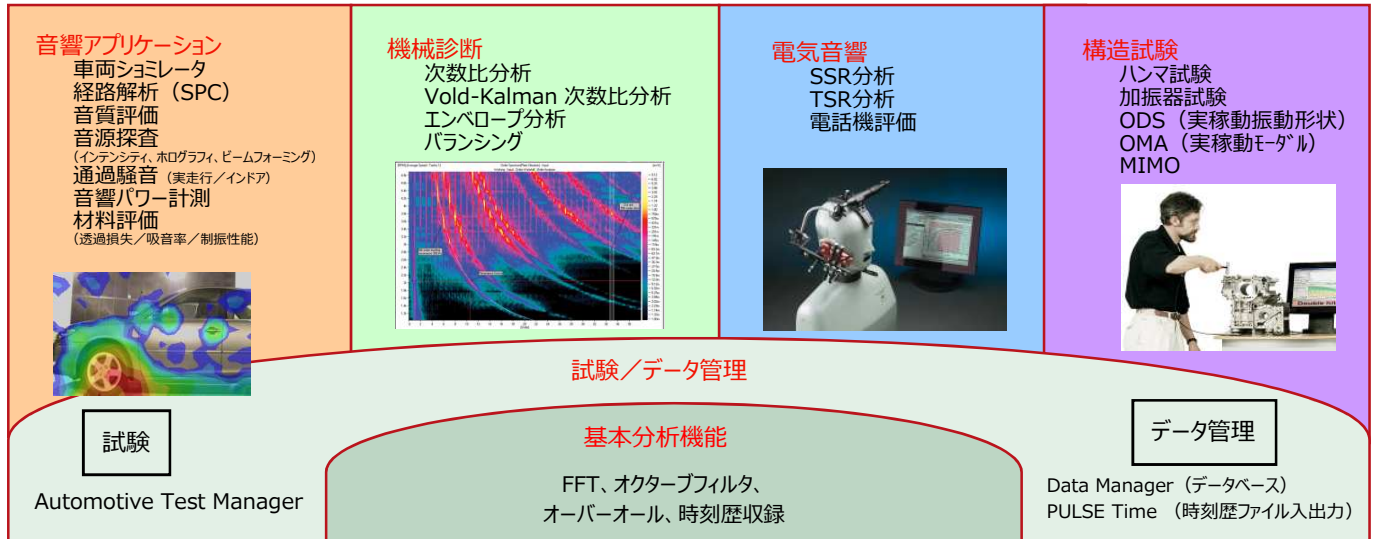 音響アプリケーション
車両ショミレータ
経路解析（SPC）
音質評価
音源探査
(インテンシティ、ホログラフィ、ビームフォーミング)
通過騒音（実走行／インドア）
音響パワー計測
材料評価
(透過損失／吸音率／制振性能)
機械診断
次数比分析
Vold-Kalman 次数比分析
エンベロープ分析
バランシング
電気音響
SSR分析
TSR分析
電話機評価
構造試験
ハンマ試験
加振器試験
ODS（実稼動振動形状）
OMA（実稼動ﾓｰﾀﾞﾙ）
MIMO
試験／データ管理
試験
Automotive Test Manager
基本分析機能
FFT、オクターブフィルタ、
オーバーオール、時刻歴収録
データ管理
Data Manager（データベース）
PULSE Time （時刻歴ファイル入出力）